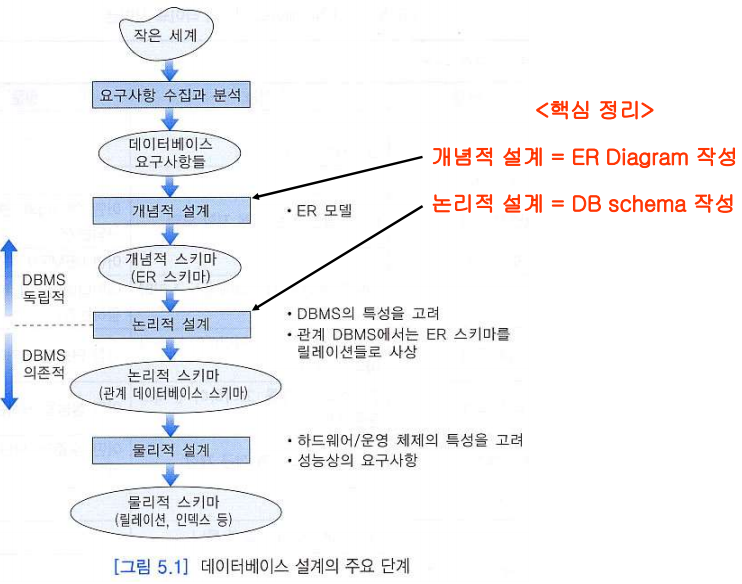 작은 세계
요구사항 수집과 분석
<핵심 정리>
데이터베이스
요구사항들
개념적 설계 = ER Diagram 작성
개념적 설계
• ER 모델
논리적 설계 = DB schema 작성
개념적 스키마
(ER 스키마)
DBMS
독립적
논리적 설계
• DBMS의 특성을 고려
• 관계 DBMS에서는 ER 스키마를
릴레이션들로 사상
DBMS
의존적
논리적 스키마
(관계 데이터베이스 스키마)
물리적 설계
• 하드웨어/운영 체제의 특성을 고려
• 성능상의 요구사항
물리적 스키마
(릴레이션, 인덱스 등)
[그림 5.1] 데이터베이스 설계의 주요 단계